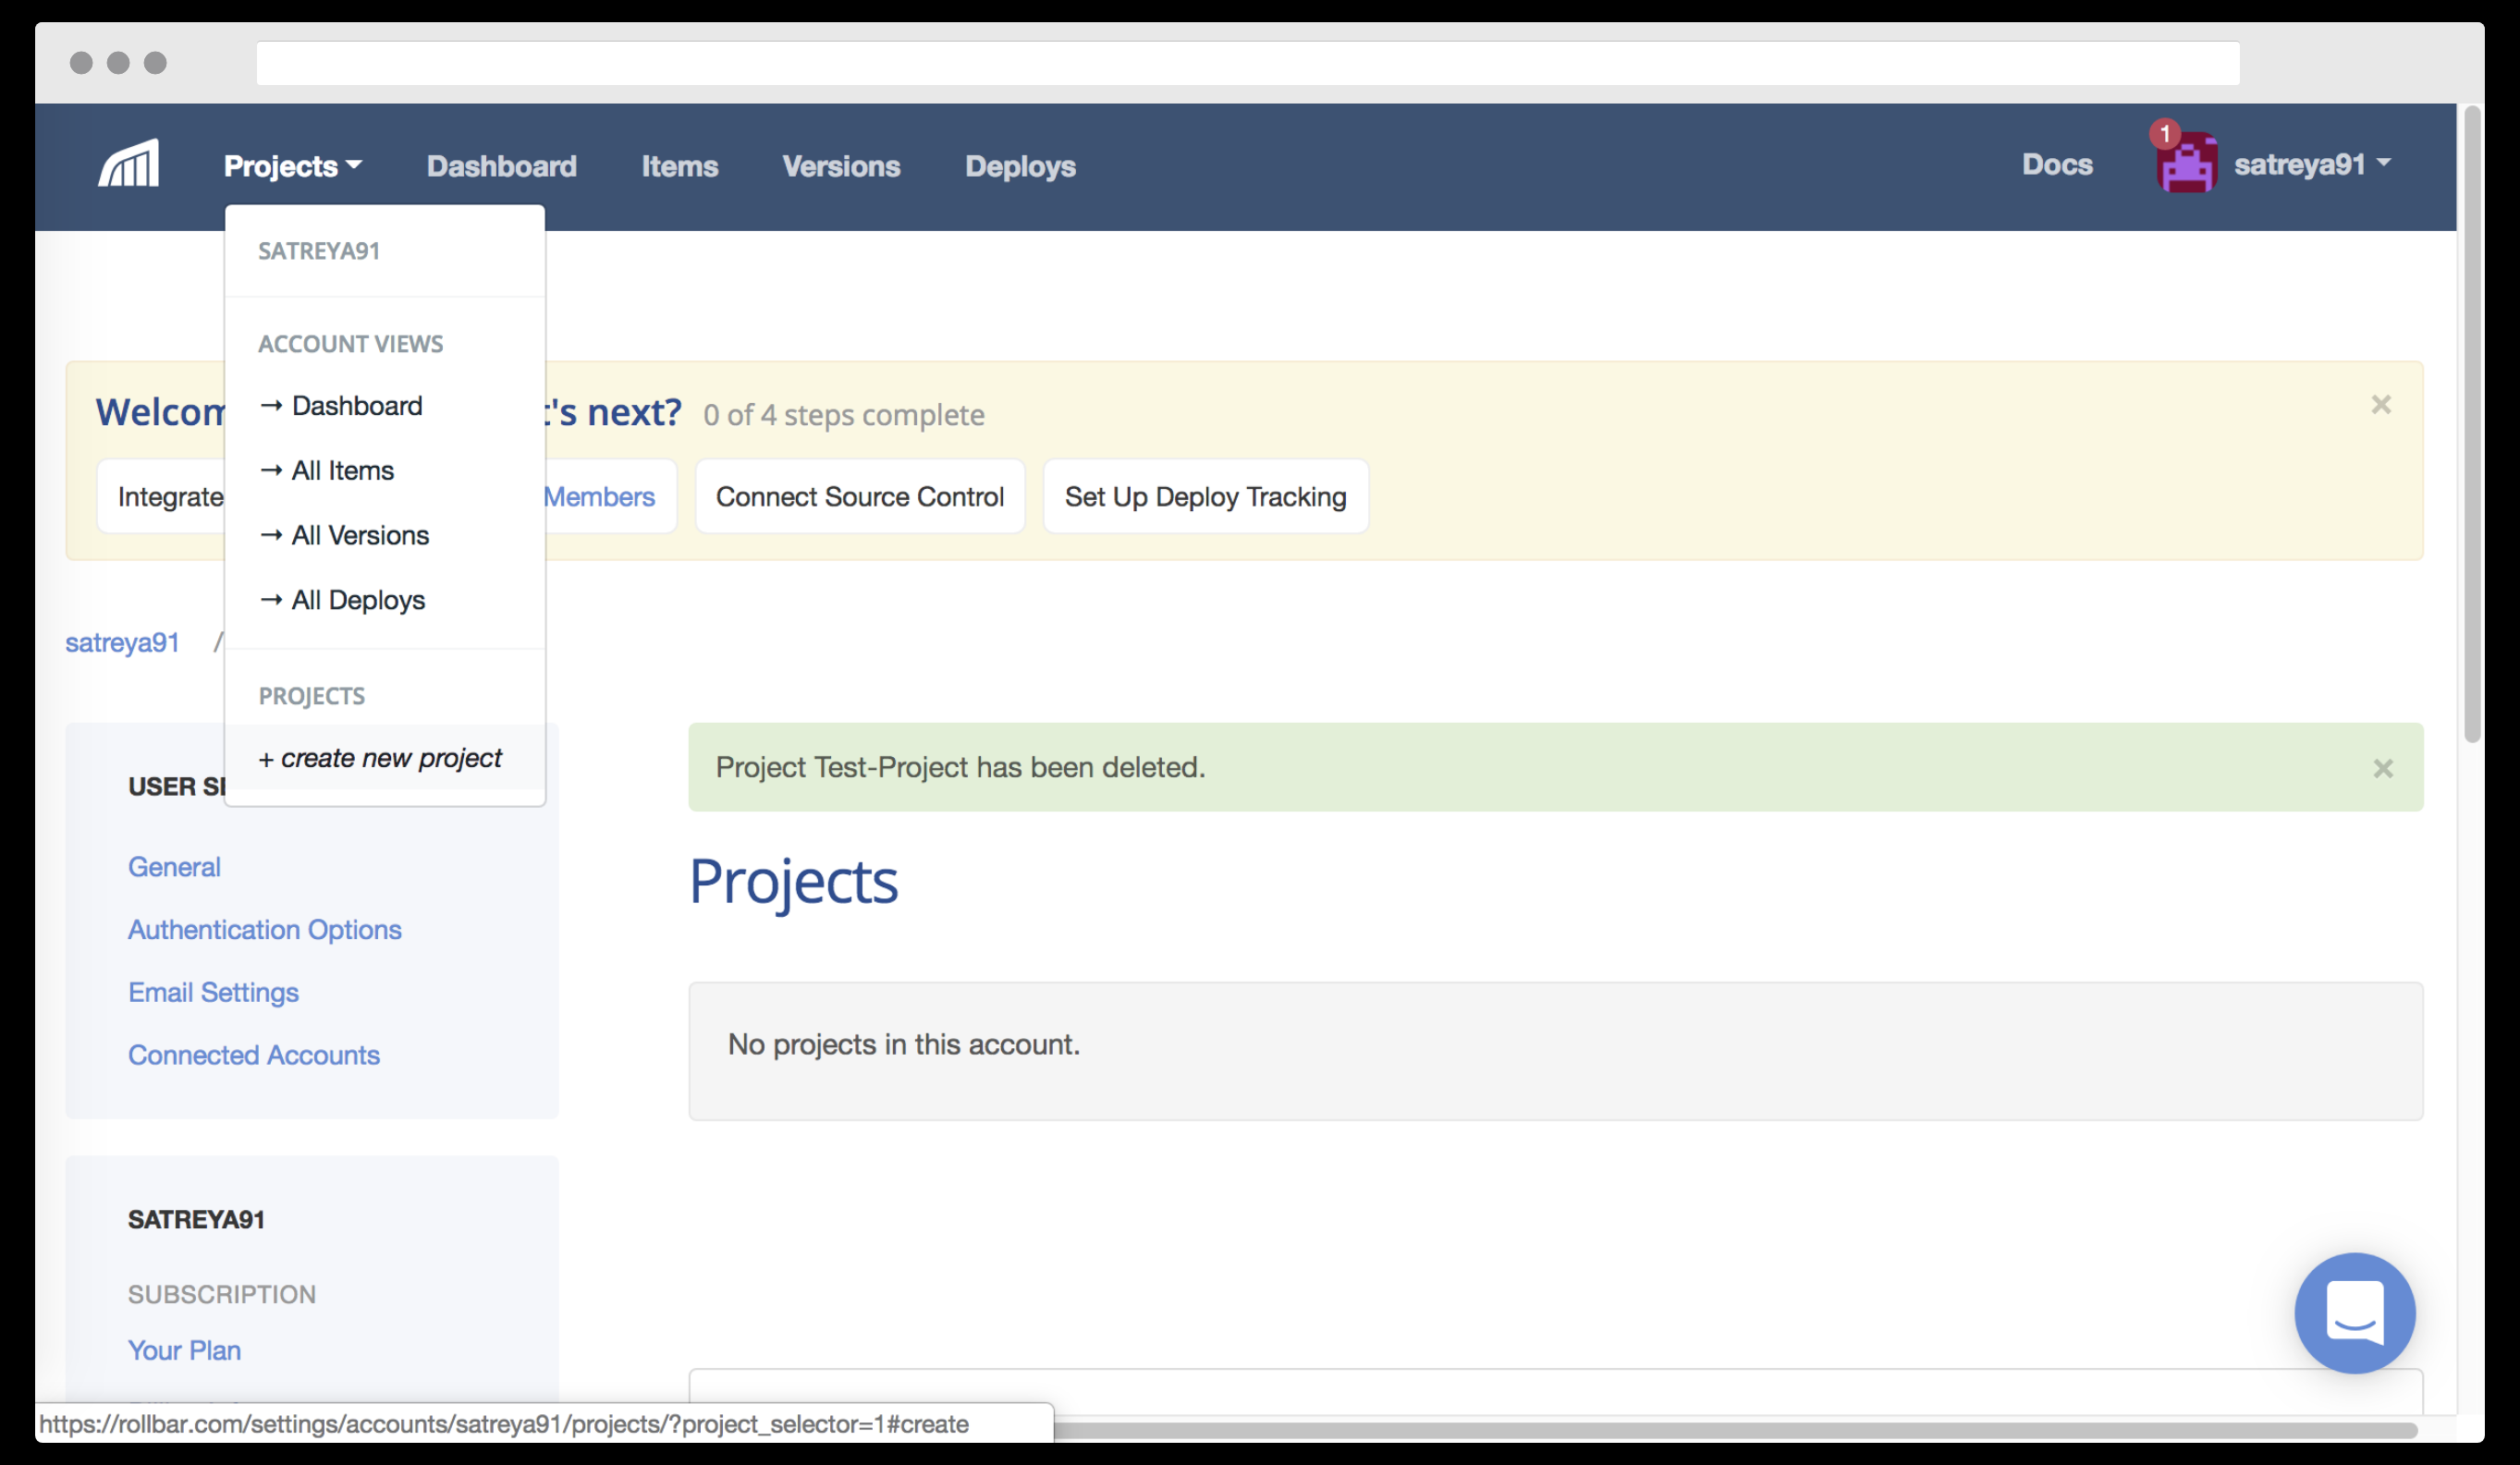 Projects Dashboard Items Versions Deploys Docs 1 satreya91
SATREYA91
ACCOUNT VIEWS
→ Dashboard
→ All Items
→ All Versions
→ All Deploys
PROJECTS
+ create new project
't's next? 0 of 4 steps complete
Integrate Members Connect Source Control Set Up Deploy Tracking
satreya91 /
USER
General
Authentication Options
Email Settings
Connected Accounts
SATREYA91
SUBSCRIPTION
Your Plan
Project Test-Project has been deleted.
Projects
No projects in this account.
https://rollbar.com/settings/accounts/satreya91/projects/?project_selector=1#create